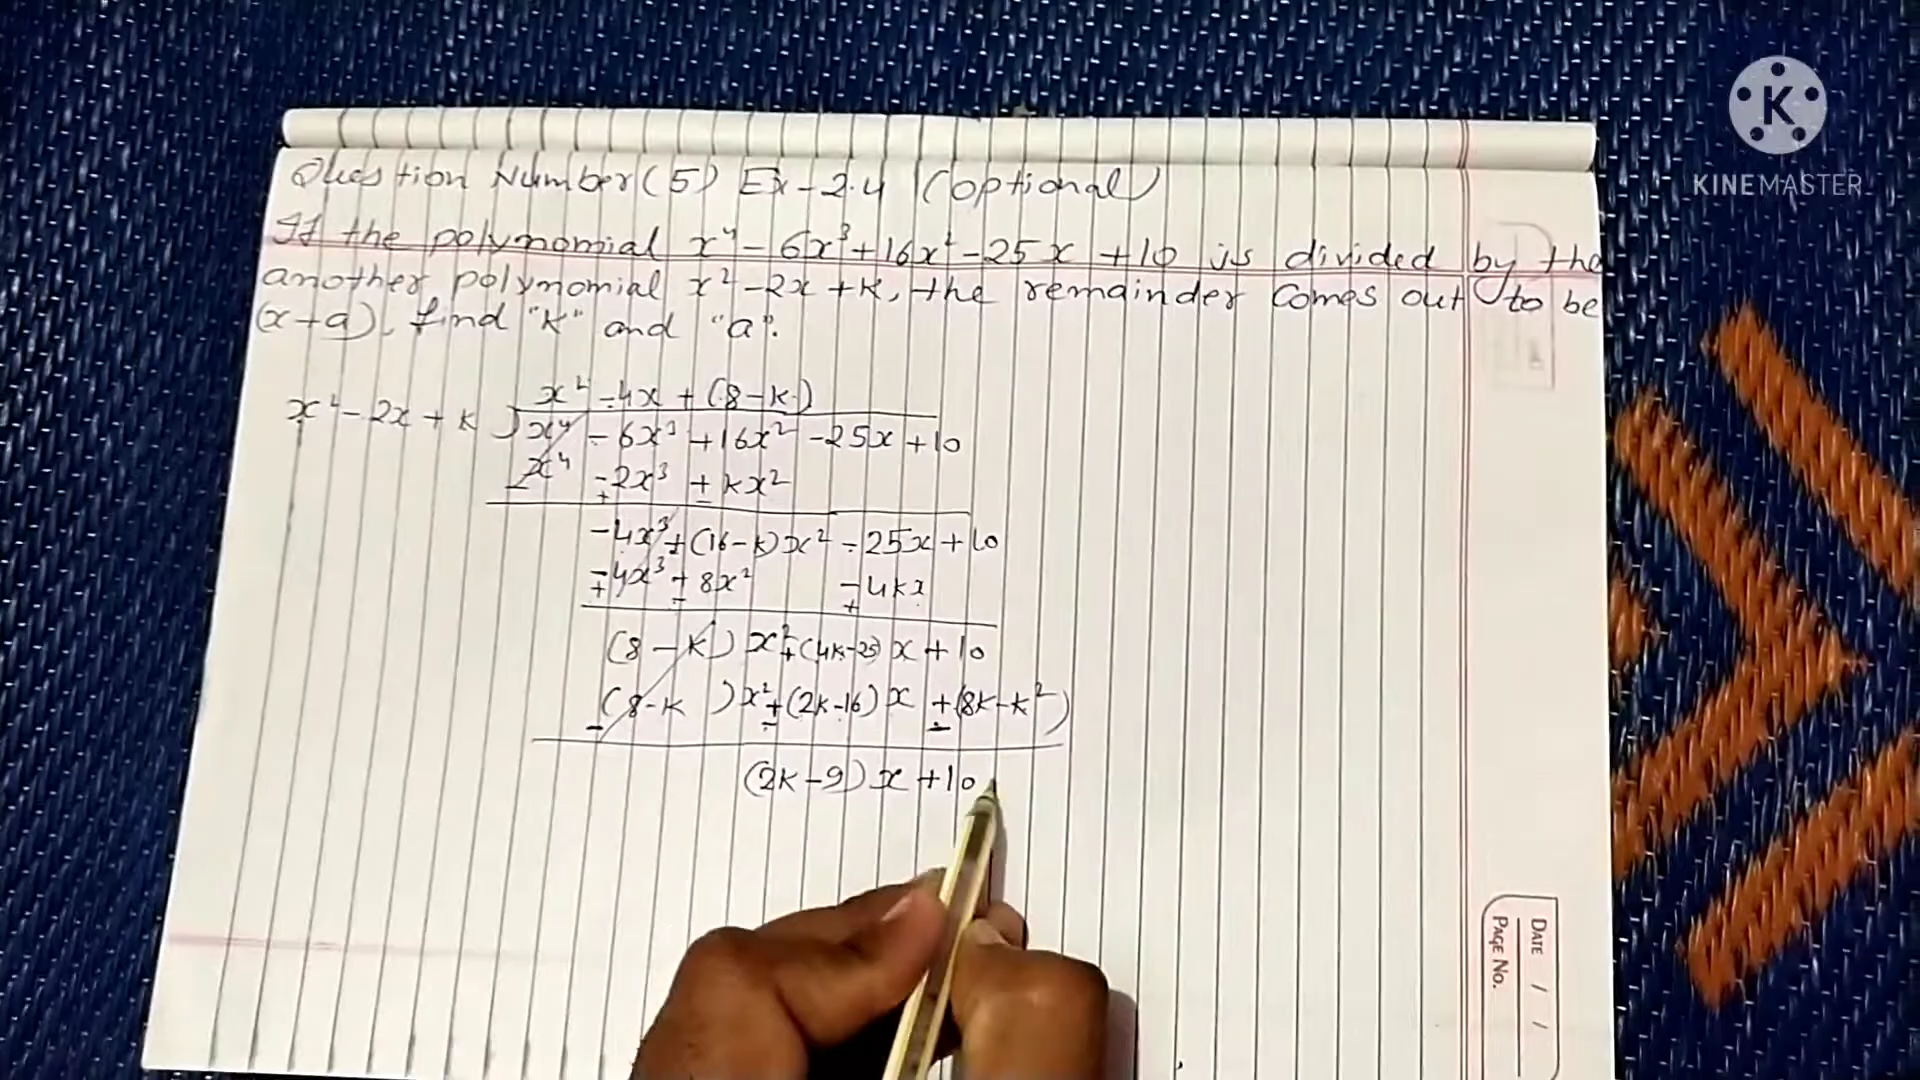 Question Number(5) Ex-2.4 (optional)
If the polynomial x⁴ - 6x³ + 16x² - 25x + 10 is divided by the
another polynomial x² - 2x + k, the remainder comes out to be
(x+a), find "k" and "a".
x² - 4x + (8-k)
x² - 2x + k ) x⁴ - 6x³ + 16x² - 25x + 10
x⁴ - 2x³ + kx²
- + -
-4x³ + (16-k)x² - 25x + 10
-4x³ + 8x² - 4kx
+ - +
(8-k) x² + (4k-25) x + 10
(8-k) x² + (2k-16) x + (8k-k²)
- - -
(2k-9) x + 10
K
KINEMASTER
DATE / /
PAGE NO.